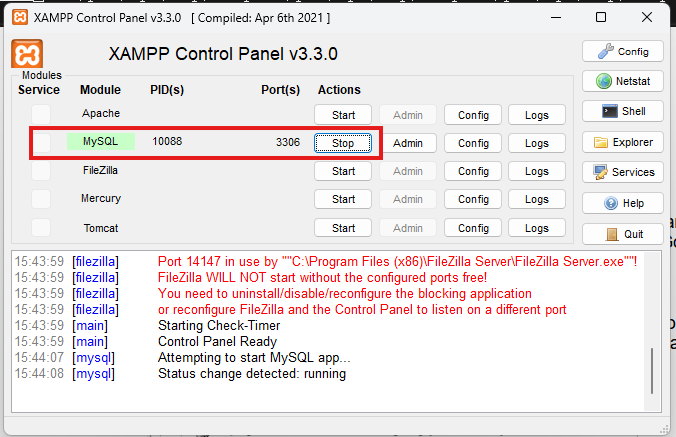 XAMPP Control Panel v3.3.0 [ Compiled: Apr 6th 2021 ]
XAMPP Control Panel v3.3.0
Config
Modules
Service Module PID(s) Port(s) Actions
Netstat
Apache Start Admin Config Logs
Shell
MySQL 10088 3306 Stop Admin Config Logs
Explorer
FileZilla Start Admin Config Logs
Services
Mercury Start Admin Config Logs
Help
Tomcat Start Admin Config Logs
Quit
15:43:59 [filezilla] Port 14147 in use by ""C:\Program Files (x86)\FileZilla Server\FileZilla Server.exe""!
15:43:59 [filezilla] FileZilla WILL NOT start without the configured ports free!
15:43:59 [filezilla] You need to uninstall/disable/reconfigure the blocking application
15:43:59 [filezilla] or reconfigure FileZilla and the Control Panel to listen on a different port
15:43:59 [main] Starting Check-Timer
15:43:59 [main] Control Panel Ready
15:44:07 [mysql] Attempting to start MySQL app...
15:44:08 [mysql] Status change detected: running